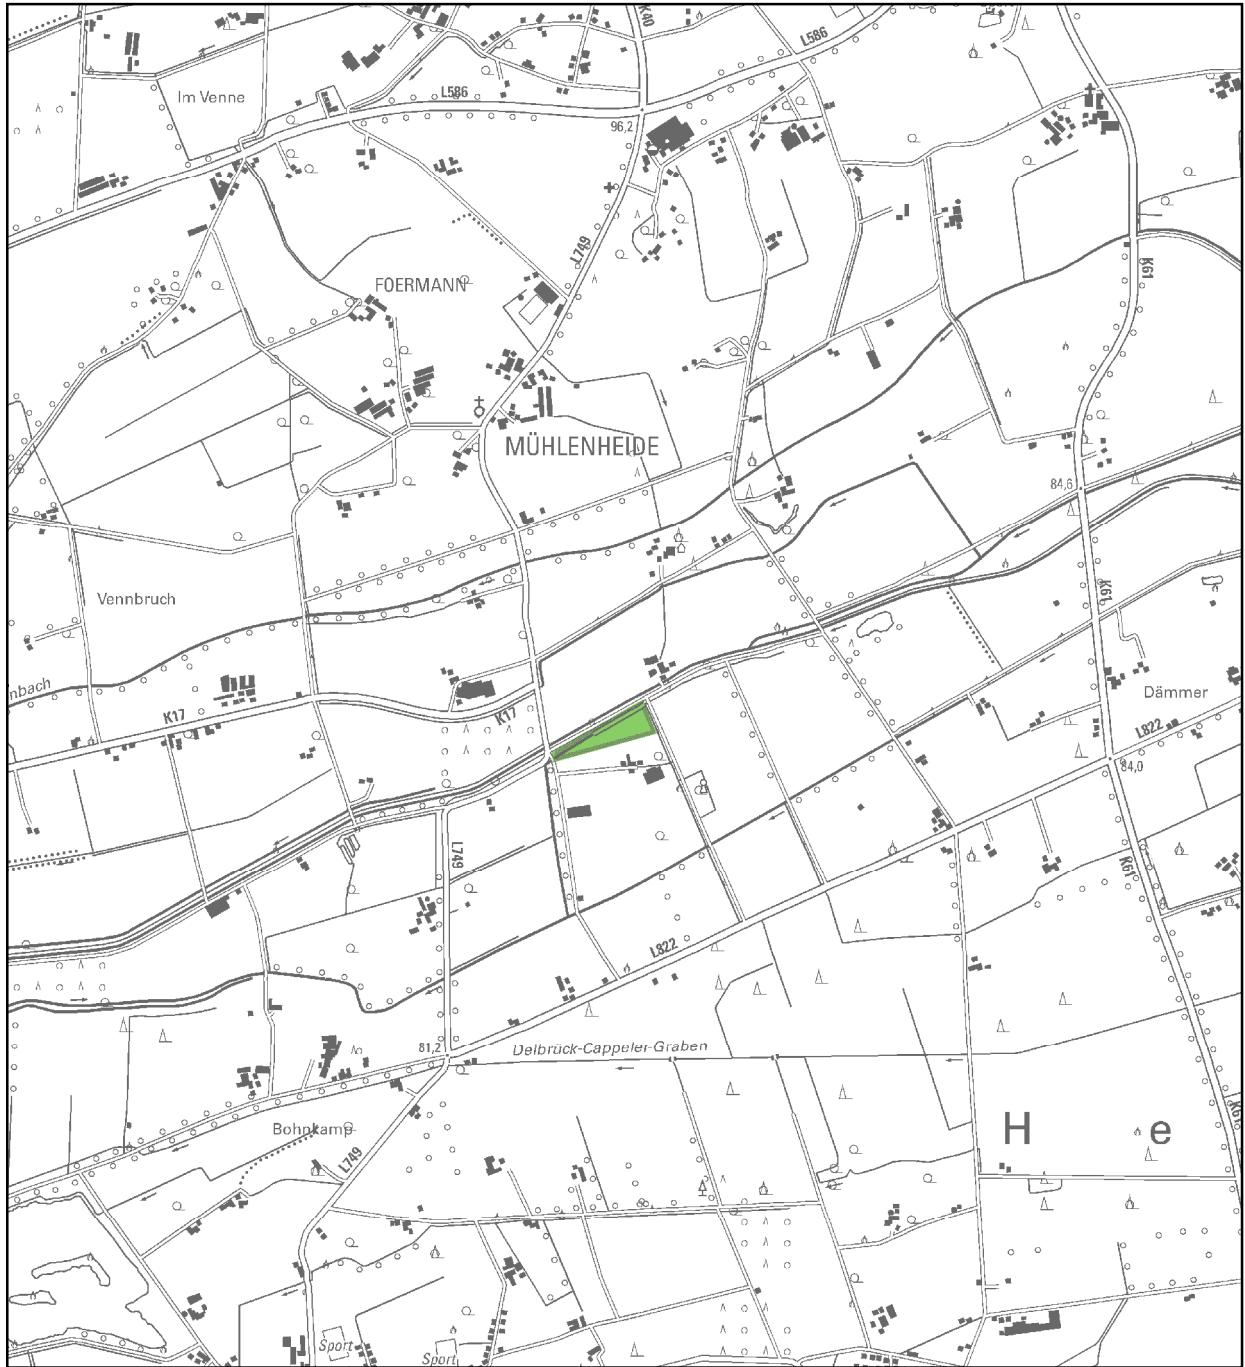 K40
L586
Im Venne
L586
96,2
L749
K61
FOERMANN
MÜHLENHEIDE
84,6
K61
Vennbruch
nbach
Dämmer
K17
K17
L822
84,0
L749
K61
L822
81,2
Delbrück-Cappeler-Graben
K61
Bohnkamp
H e
L749
Sport
Sport